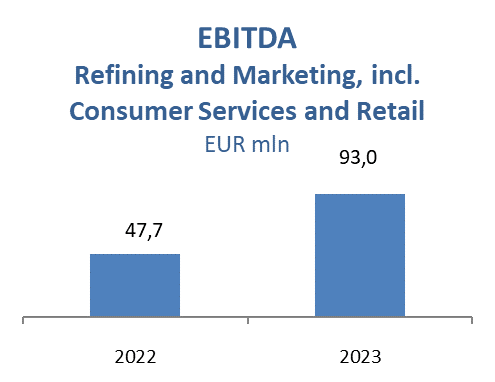 EBITDA
Refining and Marketing, incl.
Consumer Services and Retail
EUR mln
93,0
47,7
2022
2023